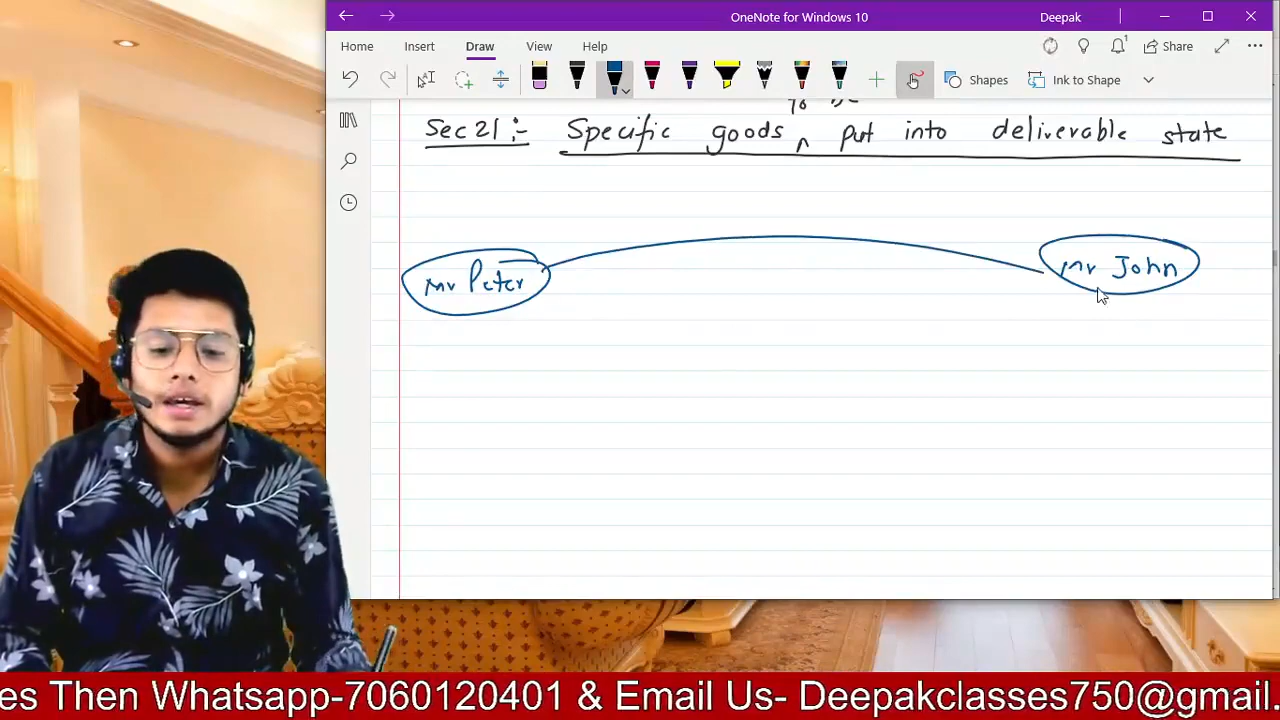 OneNote for Windows 10
Deepak
Home Insert Draw View Help
Share
Shapes
Ink to Shape
to be
Sec 21 :- Specific goods ^ put into deliverable state
Mr Peter
Mr John
es Then Whatsapp-7060120401 & Email Us- Deepakclasses750@gmail.